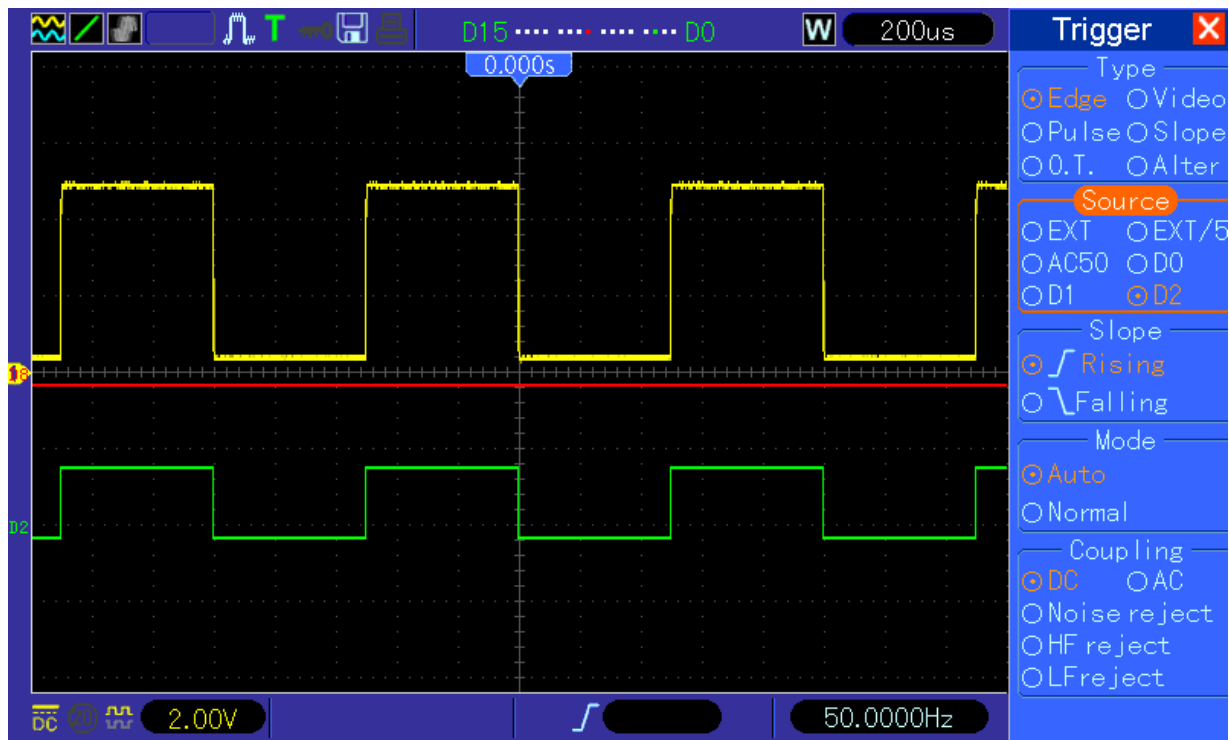 T D15 D0 W 200us
0.000s
Trigger X
Type
Edge Video
Pulse Slope
O.T. Alter
Source
EXT EXT/5
AC50 D0
D1 D2
Slope
Rising
Falling
Mode
Auto
Normal
Coupling
DC AC
Noise reject
HF reject
LFreject
D2
DC 2.00V 50.0000Hz